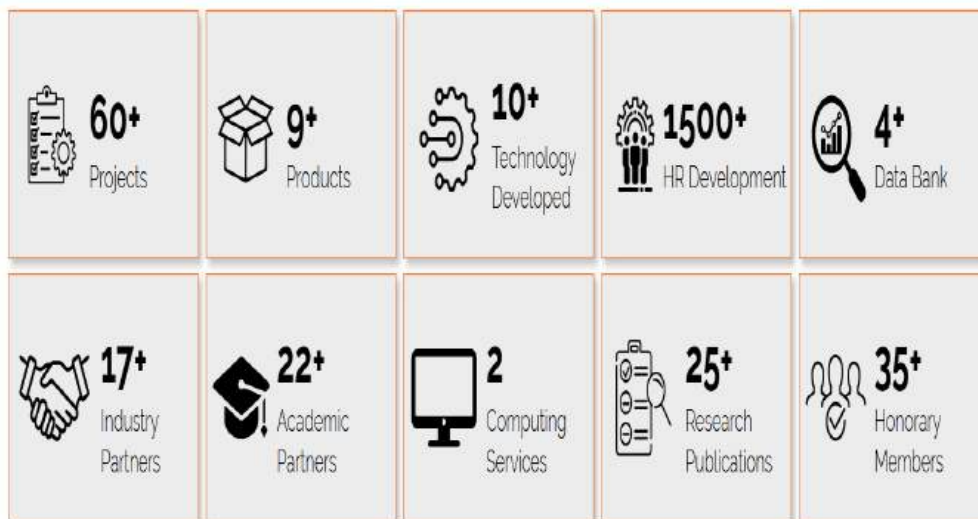 60+
Projects
9+
Products
10+
Technology
Developed
1500+
HR Development
4+
Data Bank
17+
Industry
Partners
22+
Academic
Partners
2
Computing
Services
25+
Research
Publications
35+
Honorary
Members